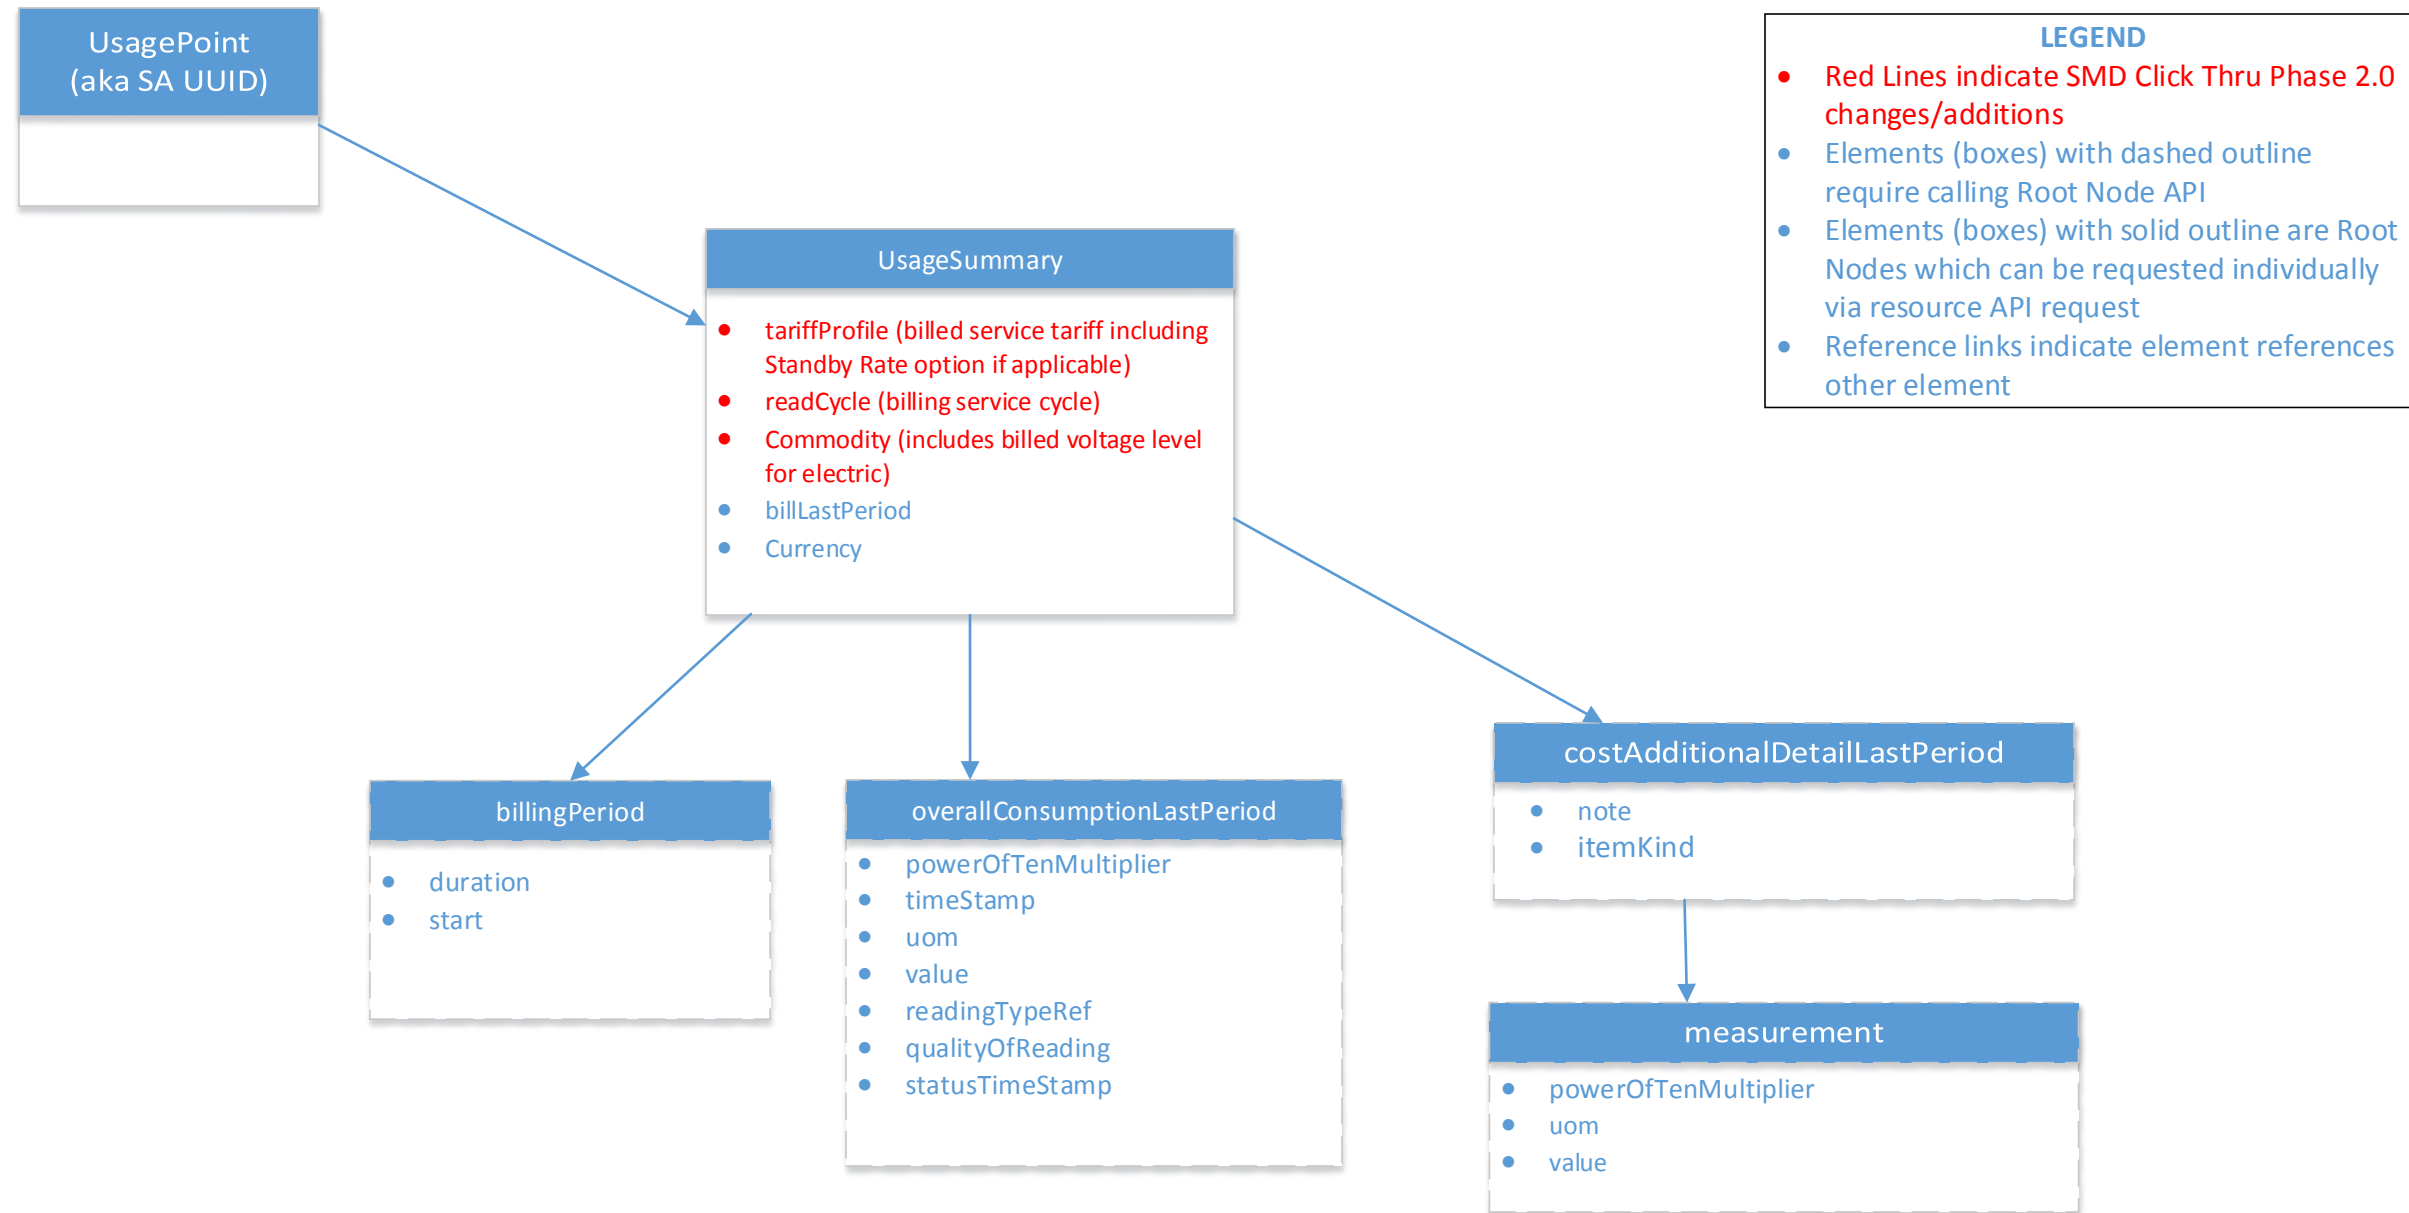 UsagePoint
(aka SA UUID)
LEGEND
• Red Lines indicate SMD Click Thru Phase 2.0
changes/additions
• Elements (boxes) with dashed outline
require calling Root Node API
• Elements (boxes) with solid outline are Root
Nodes which can be requested individually
via resource API request
• Reference links indicate element references
other element
UsageSummary
• tariffProfile (billed service tariff including
Standby Rate option if applicable)
• readCycle (billing service cycle)
• Commodity (includes billed voltage level
for electric)
• billLastPeriod
• Currency
billingPeriod
• duration
• start
overallConsumptionLastPeriod
• powerOfTenMultiplier
• timeStamp
• uom
• value
• readingTypeRef
• qualityOfReading
• statusTimeStamp
costAdditionalDetailLastPeriod
• note
• itemKind
measurement
• powerOfTenMultiplier
• uom
• value